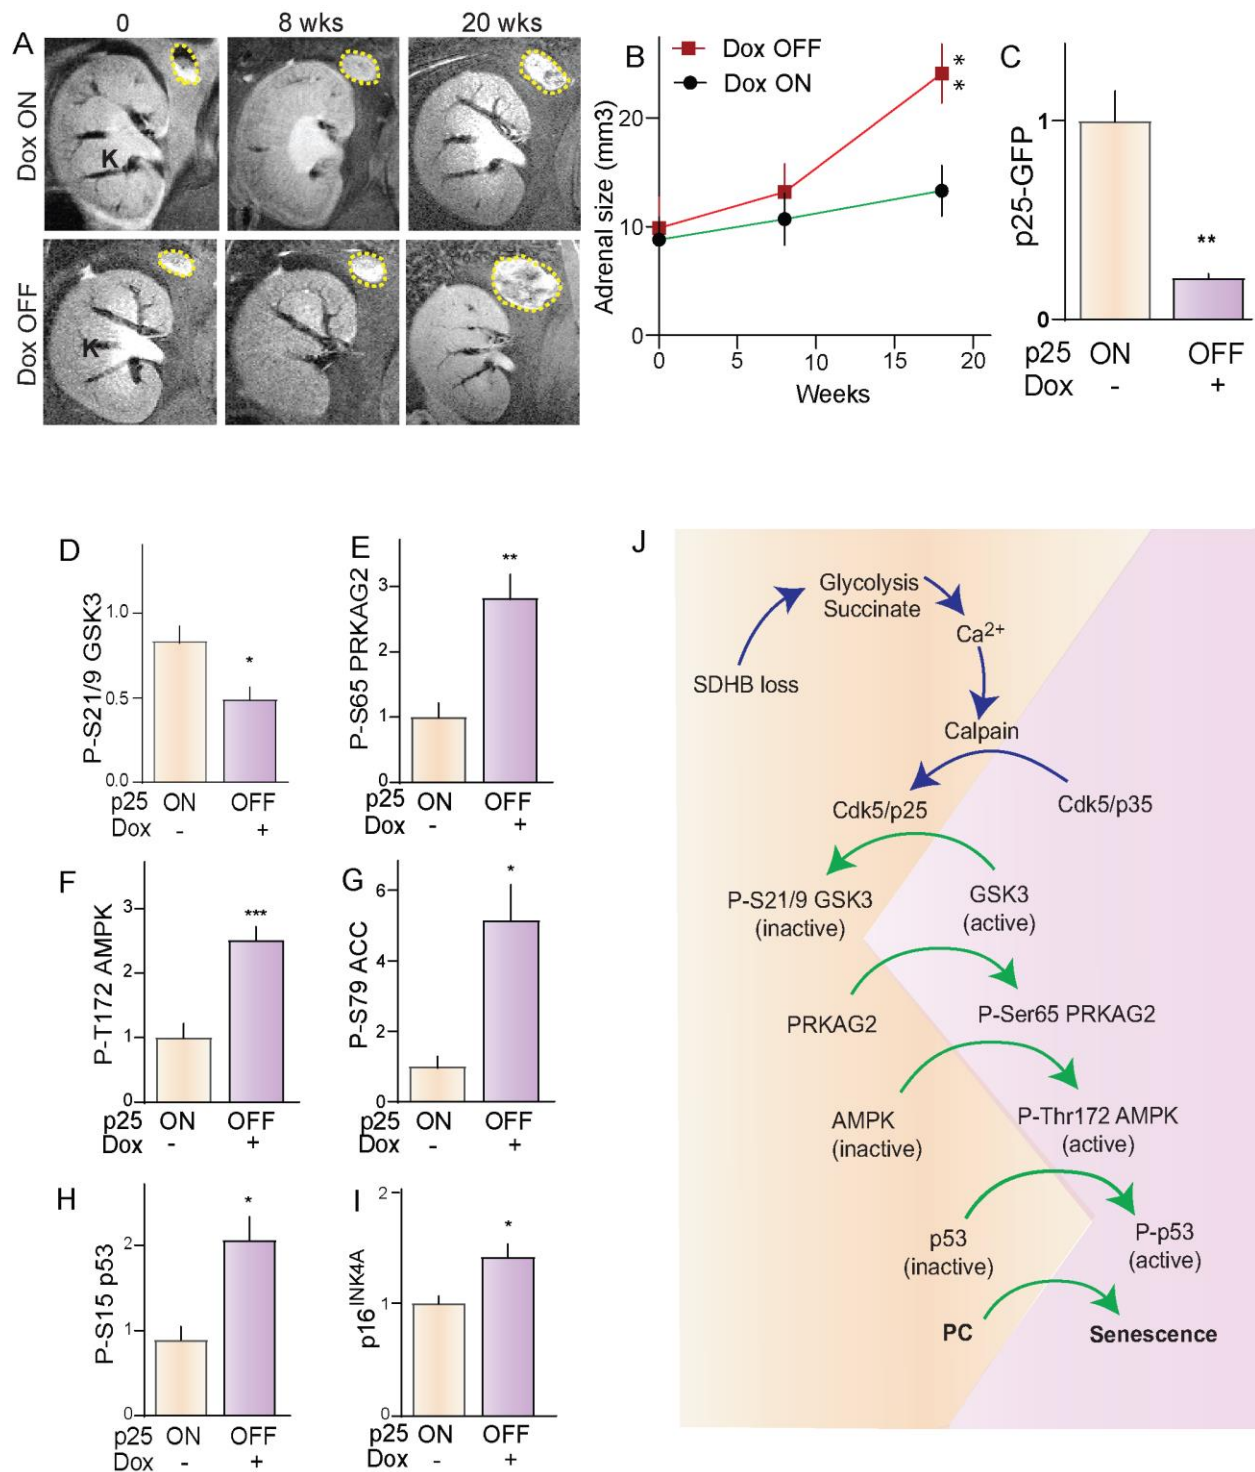 A
0
8 wks
20 wks
Dox ON
K
Dox OFF
K
B
Dox OFF
Dox ON
*
*
Adrenal size (mm3)
20
10
0
0
5
10
15
20
Weeks
C
p25-GFP
1
0
**
p25 ON OFF
Dox - +
D
P-S21/9 GSK3
1.0
0.5
0.0
*
p25 ON OFF
Dox - +
E
P-S65 PRKAG2
3
2
1
0
**
p25 ON OFF
Dox - +
F
P-T172 AMPK
3
2
1
0
***
p25 ON OFF
Dox - +
G
P-S79 ACC
6
4
2
0
*
p25 ON OFF
Dox - +
H
P-S15 p53
2
1
0
*
p25 ON OFF
Dox - +
I
p16INK4A
2
1
0
*
p25 ON OFF
Dox - +
J
Glycolysis
Succinate
Ca2+
SDHB loss
Calpain
Cdk5/p25
Cdk5/p35
P-S21/9 GSK3
(inactive)
GSK3
(active)
PRKAG2
P-Ser65 PRKAG2
AMPK
(inactive)
P-Thr172 AMPK
(active)
p53
(inactive)
P-p53
(active)
PC
Senescence